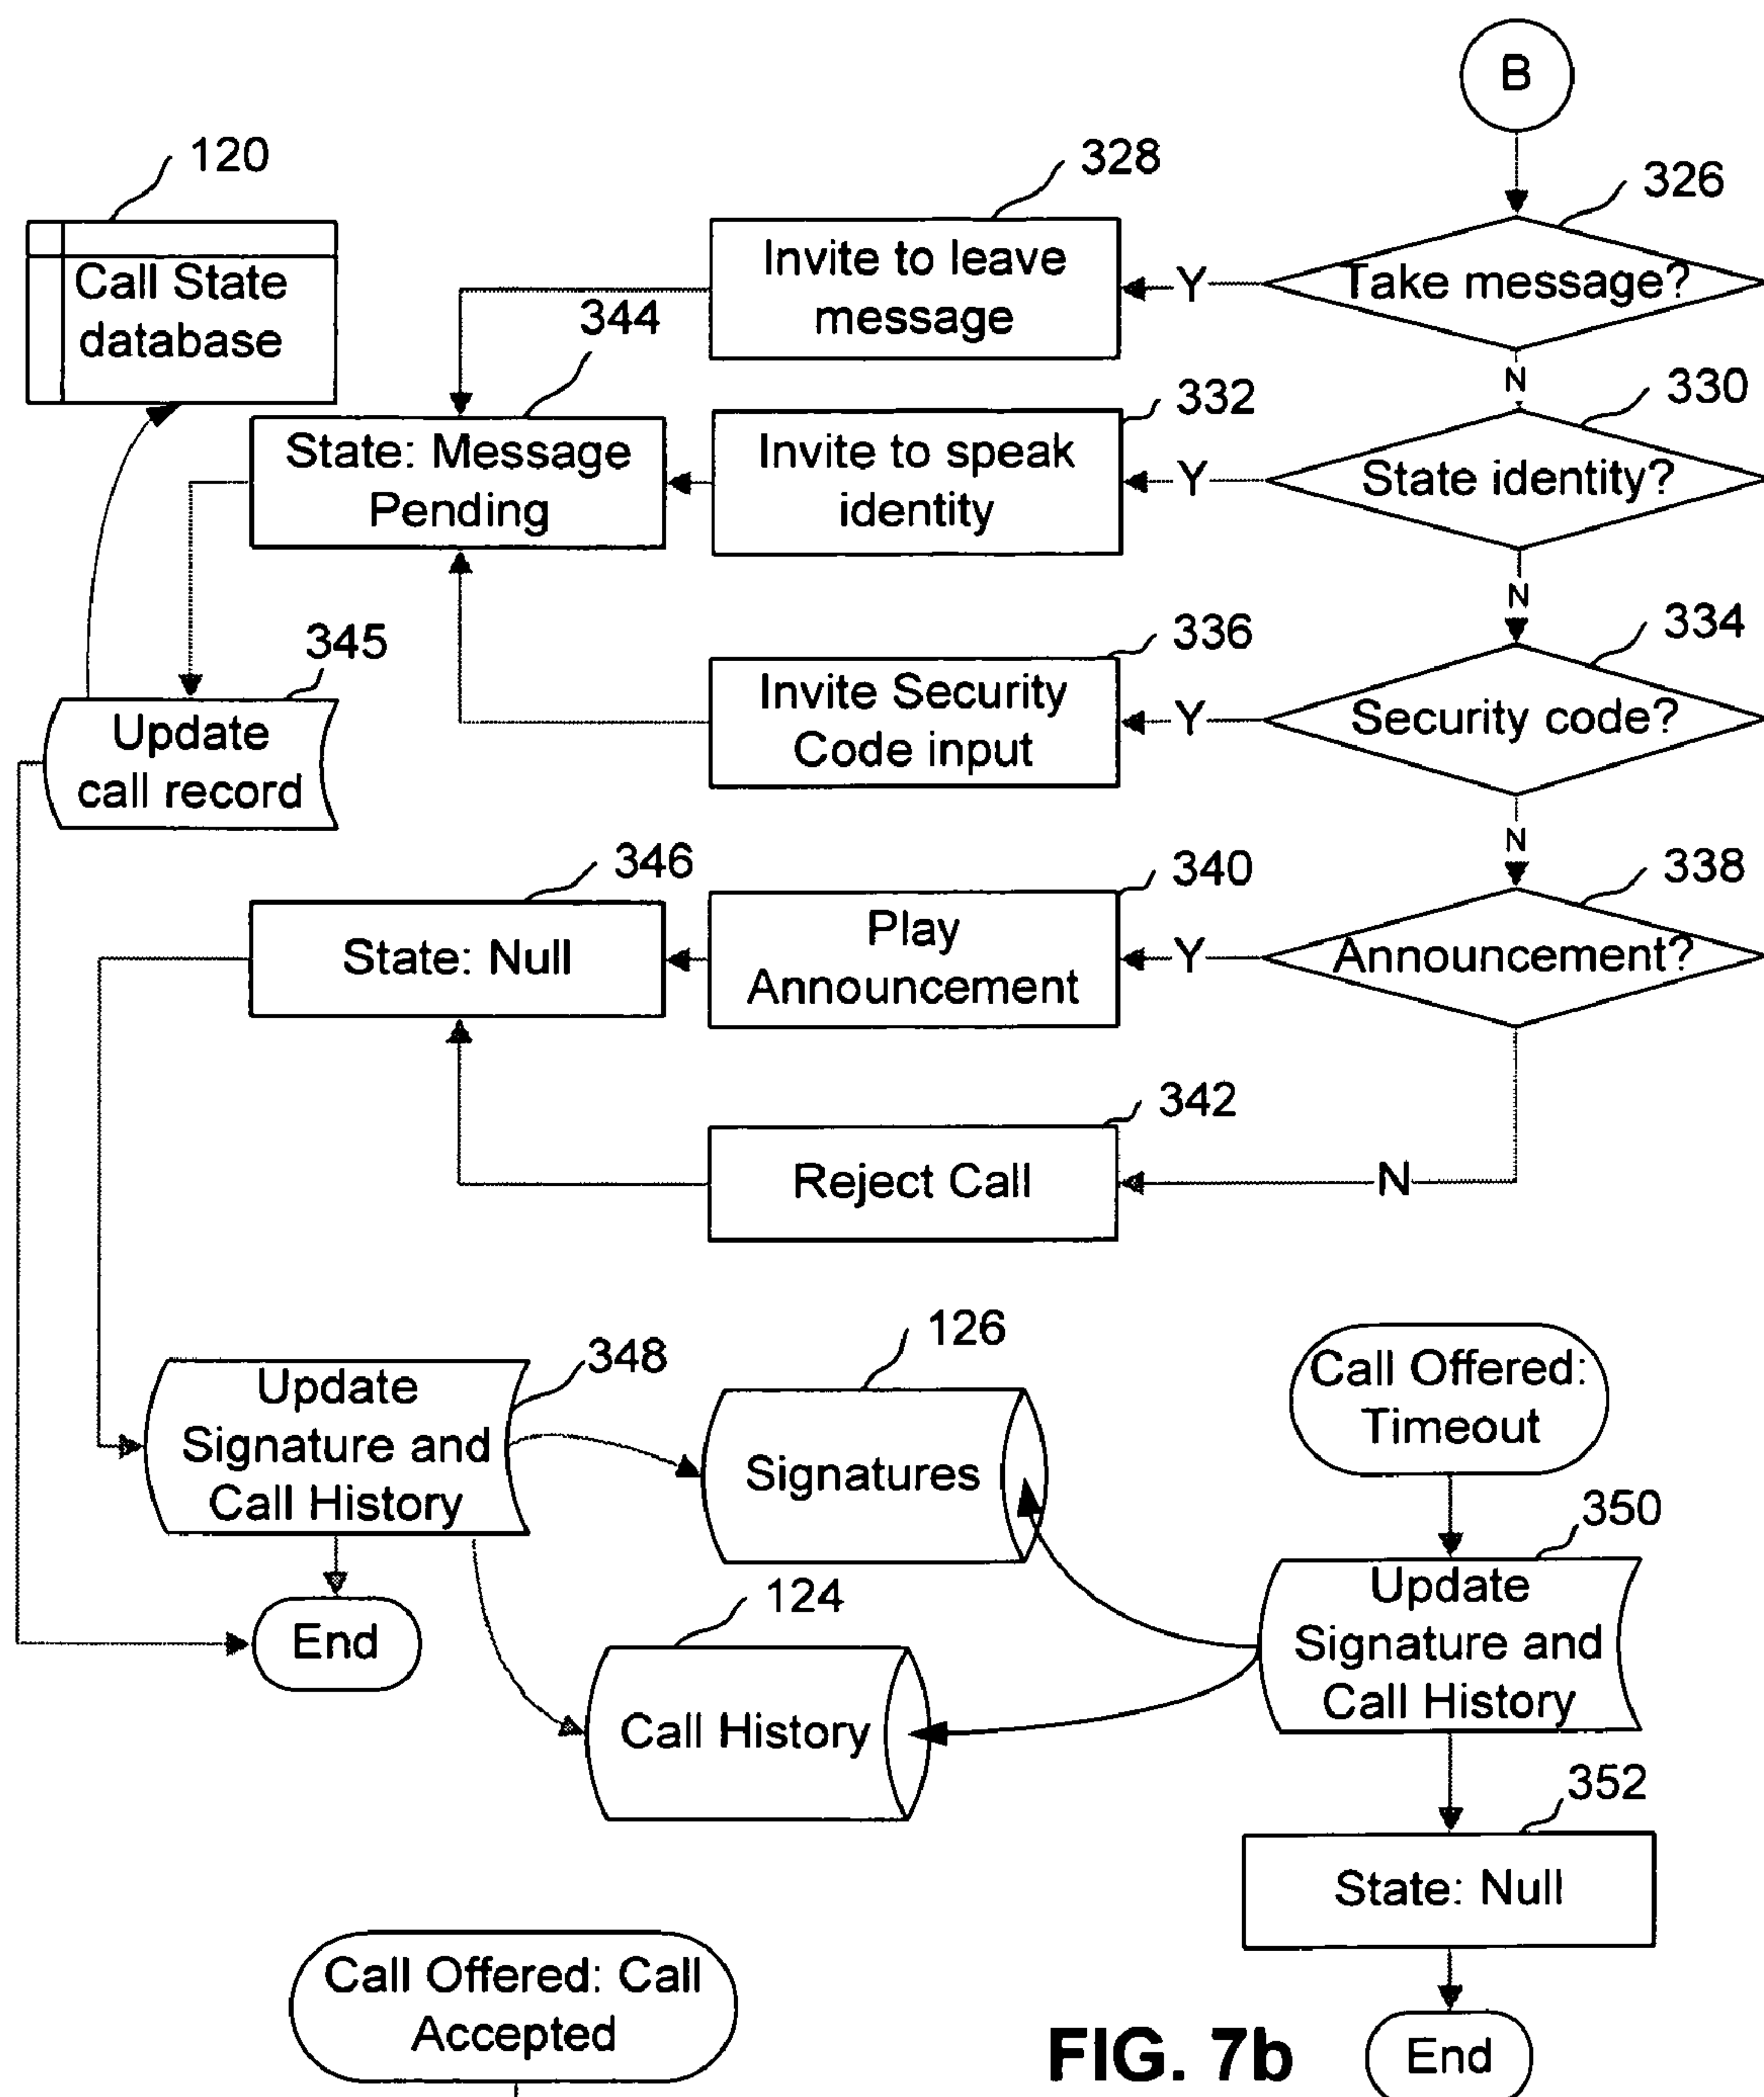 B
120
328
326
Call State
database
Invite to leave
message
Y
Take message?
344
N
332
330
State: Message
Pending
Invite to speak
identity
Y
State identity?
N
345
336
334
Update
call record
Invite Security
Code input
Y
Security code?
N
346
340
338
State: Null
Play
Announcement
Y
Announcement?
342
Reject Call
N
348
126
Update
Signature and
Call History
Signatures
Call Offered:
Timeout
350
End
124
Call History
Update
Signature and
Call History
352
State: Null
Call Offered: Call
Accepted
FIG. 7b
End